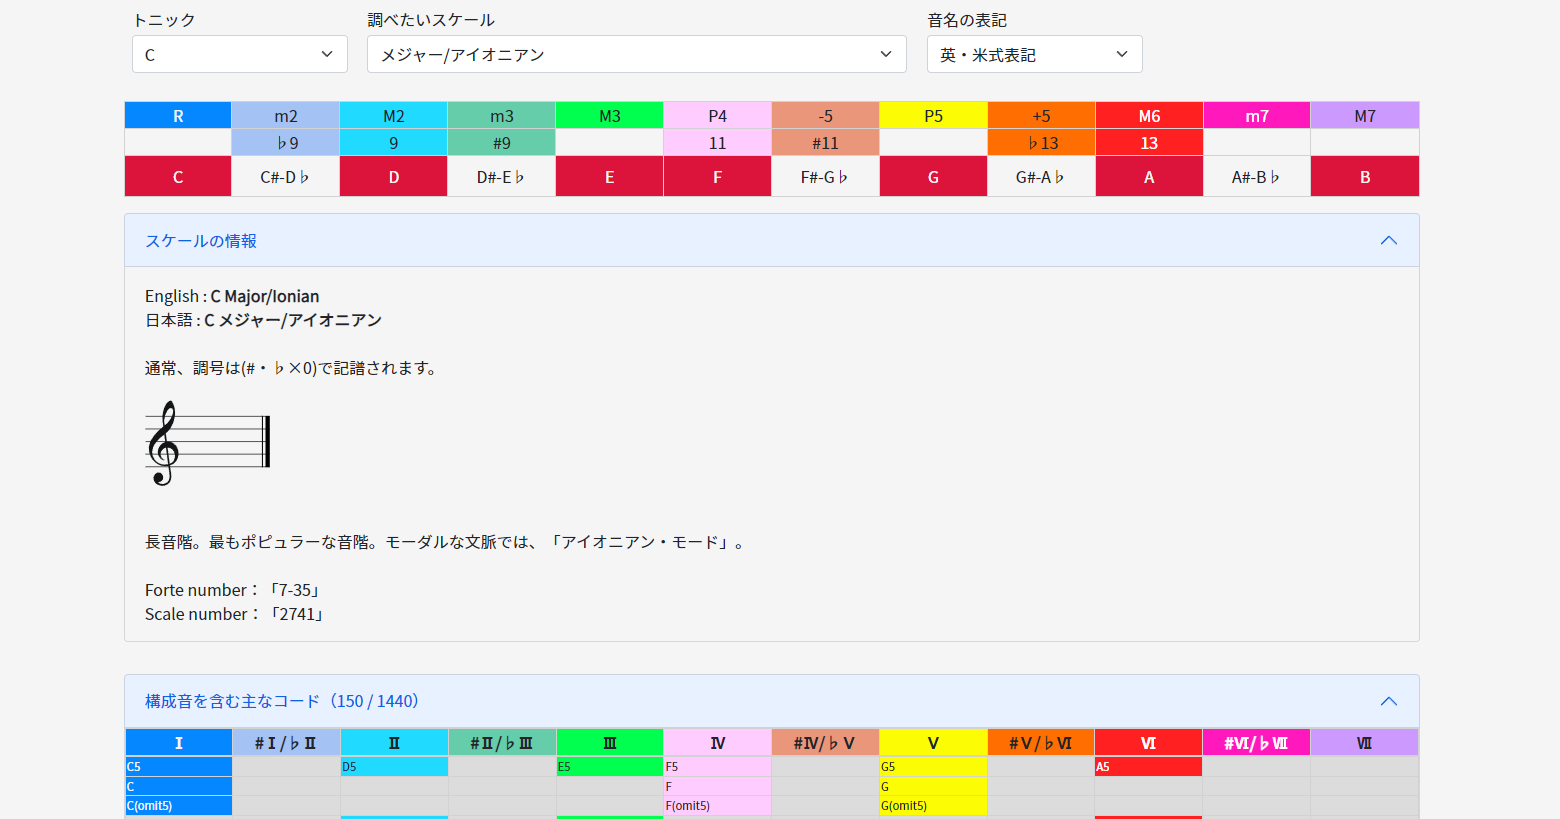 トニック 調べたいスケール 音名の表記
C メジャー/アイオニアン 英・米式表記
R m2 M2 m3 M3 P4 -5 P5 +5 M6 m7 M7
♭9 9 #9 11 #11 ♭13 13
C C#-D♭ D D#-E♭ E F F#-G♭ G G#-A♭ A A#-B♭ B
スケールの情報
English : C Major/Ionian
日本語 : C メジャー/アイオニアン
通常、調号は(#・♭×0)で記譜されます。
長音階。最もポピュラーな音階。モーダルな文脈では、「アイオニアン・モード」。
Forte number：「7-35」
Scale number：「2741」
構成音を含む主なコード（150 / 1440）
Ⅰ #Ⅰ/♭Ⅱ Ⅱ #Ⅱ/♭Ⅲ Ⅲ Ⅳ #Ⅳ/♭Ⅴ Ⅴ #Ⅴ/♭Ⅵ Ⅵ #Ⅵ/♭Ⅶ Ⅶ
C5 D5 E5 F5 G5 A5
C F G
C(omit5) F(omit5) G(omit5)